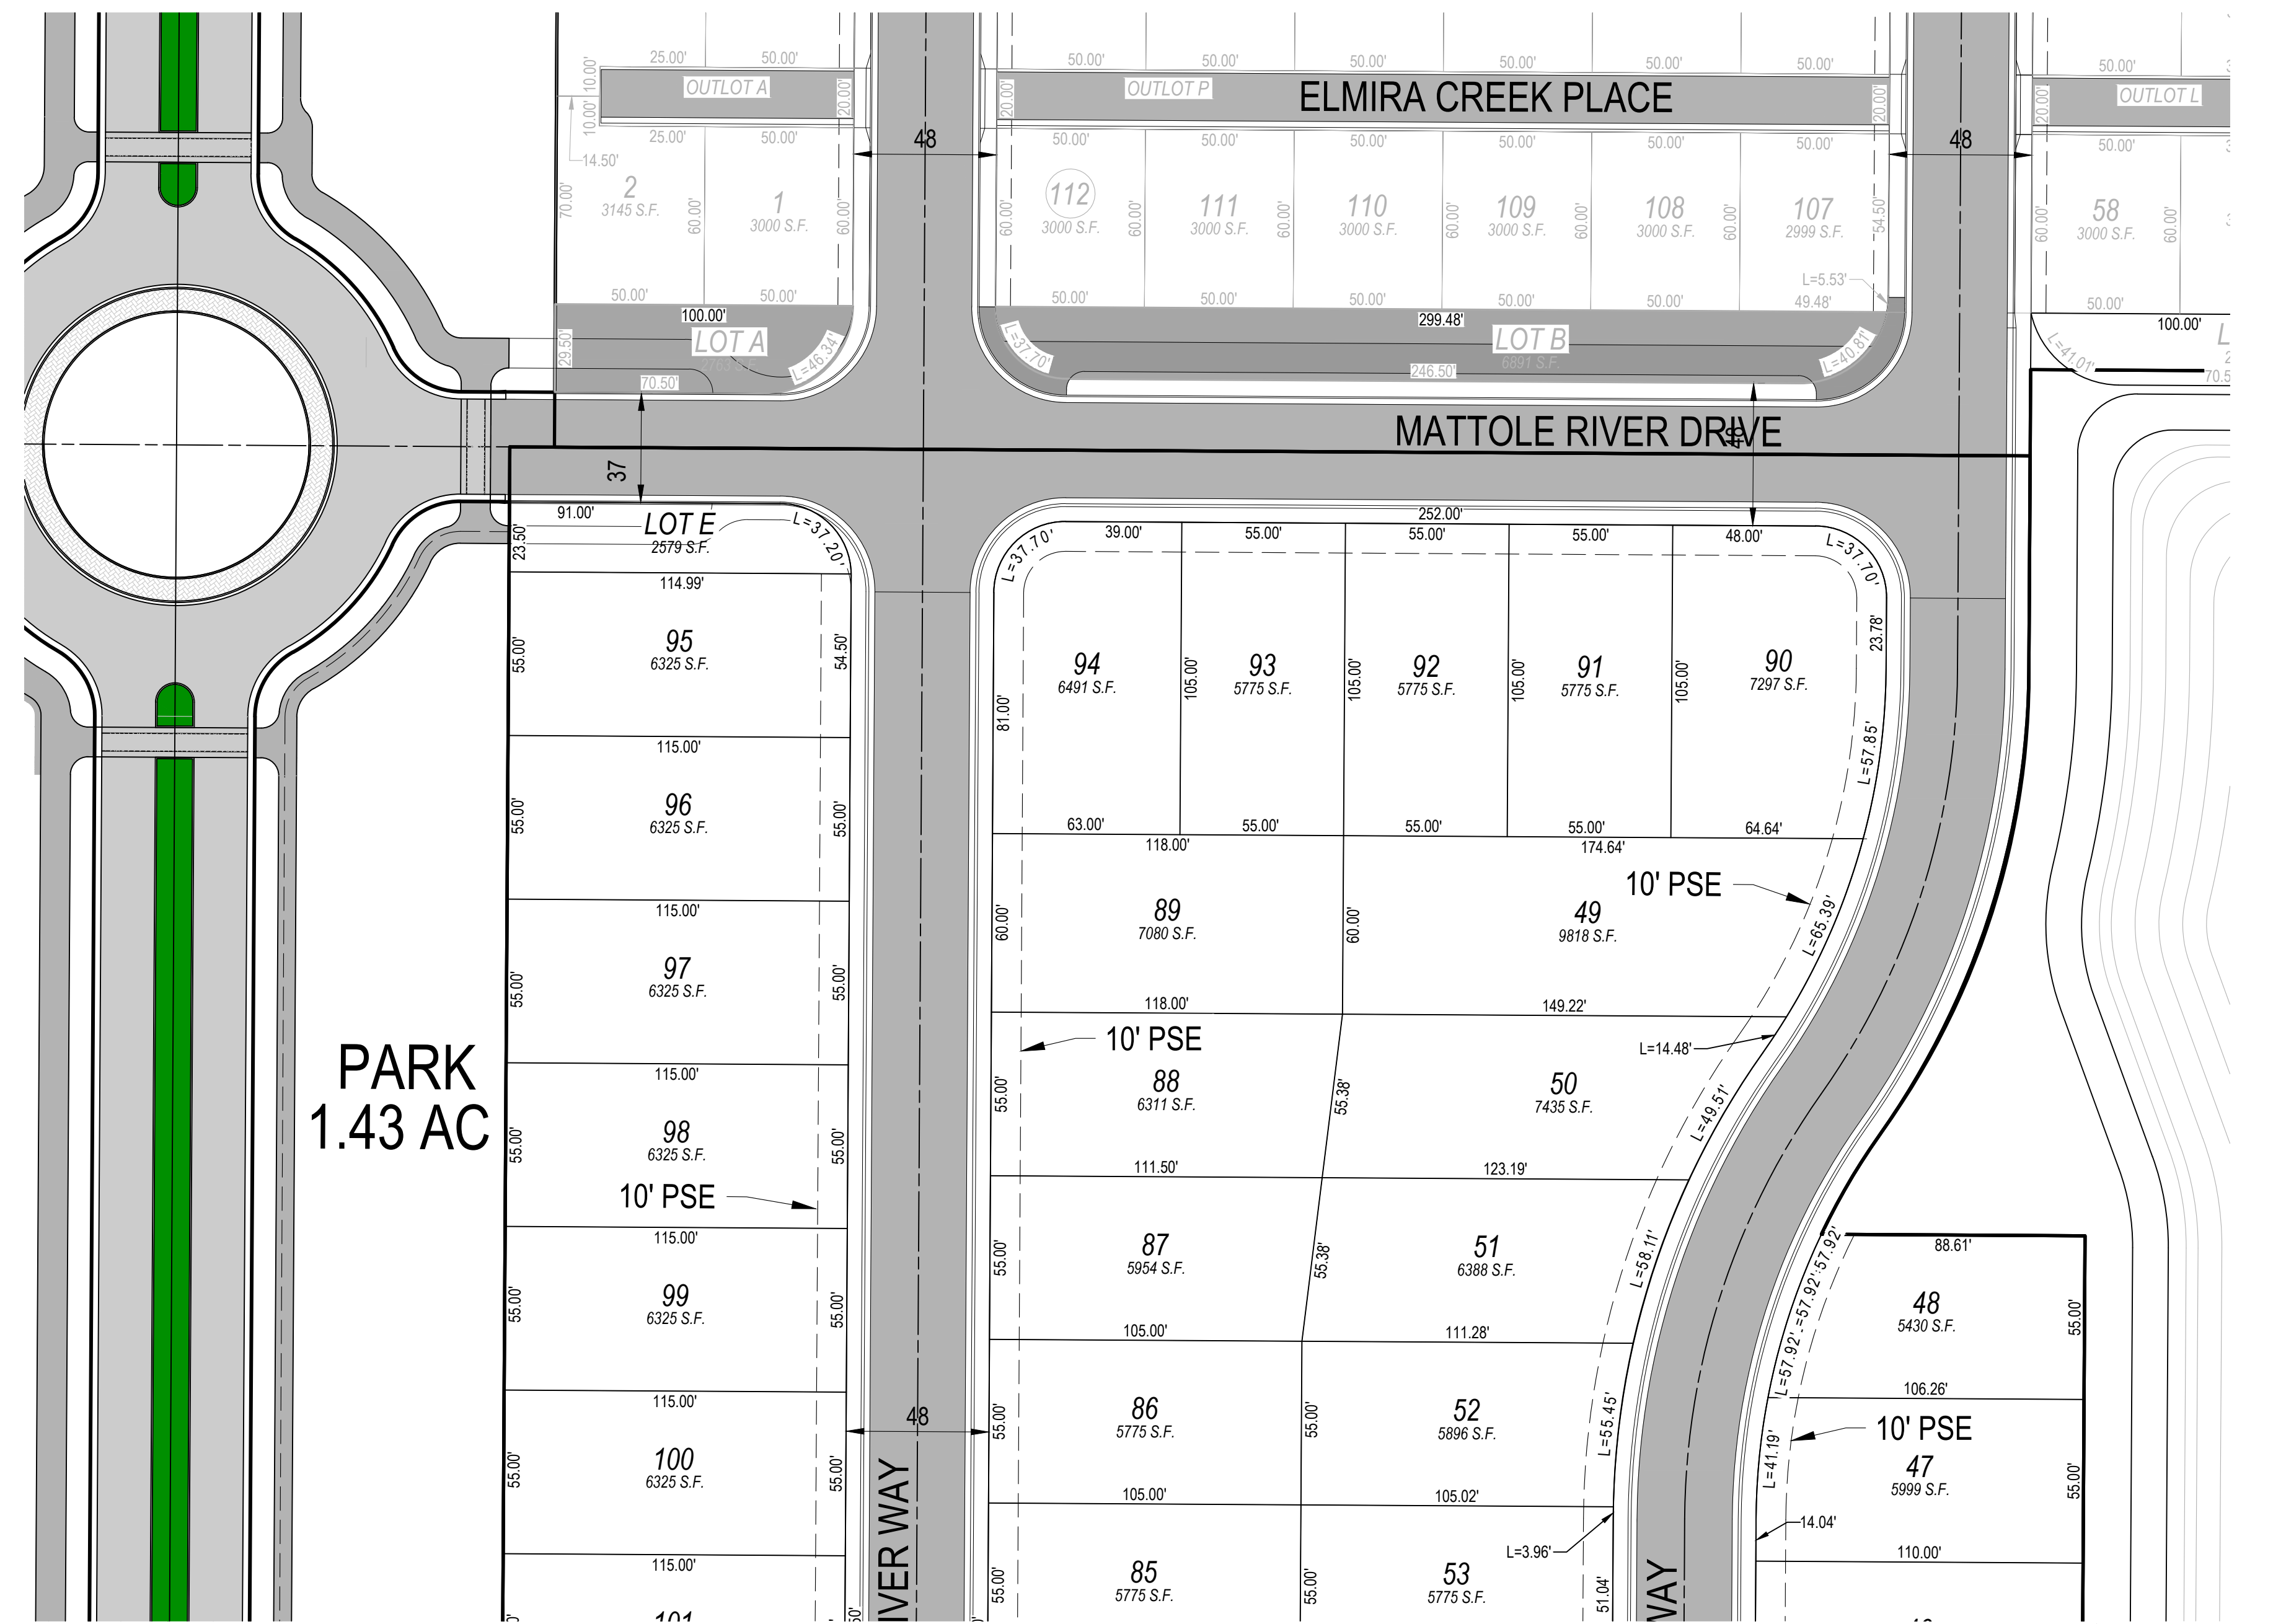 50.00' 50.00' 50.00' 50.00' 50.00' 50.00'
25.00' 50.00'
10.00'
10.00'
OUTLOT A
20.00'
20.00'
OUTLOT P
ELMIRA CREEK PLACE
20.00'
50.00'
20.00'
OUTLOT L
25.00' 50.00'
14.50'
48
50.00' 50.00' 50.00' 50.00' 50.00' 50.00'
48
50.00'
70.00'
2
3145 S.F.
60.00'
1
3000 S.F.
60.00'
60.00'
112
3000 S.F.
60.00'
111
3000 S.F.
60.00'
110
3000 S.F.
60.00'
109
3000 S.F.
60.00'
108
3000 S.F.
60.00'
107
2999 S.F.
54.50'
60.00'
58
3000 S.F.
60.00'
L=5.53'
50.00' 50.00'
50.00' 50.00' 50.00' 50.00' 50.00' 49.48'
50.00'
100.00'
299.48'
100.00'
29.50'
LOT A
2763 S.F.
L=46.34'
70.50'
L=37.70'
LOT B
6891 S.F.
246.50'
L=40.81'
L=41.01'
MATTOLE RIVER DRIVE
48
37
91.00'
LOT E
2579 S.F.
23.50'
L=37.20'
114.99'
252.00'
L=37.70'
39.00' 55.00' 55.00' 55.00' 48.00'
L=37.70'
55.00'
95
6325 S.F.
54.50'
94
6491 S.F.
81.00'
105.00'
93
5775 S.F.
105.00'
92
5775 S.F.
105.00'
91
5775 S.F.
105.00'
90
7297 S.F.
23.78'
L=57.85'
115.00'
55.00'
96
6325 S.F.
55.00'
63.00' 55.00' 55.00' 55.00' 64.64'
118.00' 174.64'
10' PSE
115.00'
60.00'
89
7080 S.F.
60.00'
49
9818 S.F.
L=65.39'
55.00'
97
6325 S.F.
55.00'
118.00' 149.22'
10' PSE
L=14.48'
PARK
1.43 AC
115.00'
55.00'
88
6311 S.F.
55.38'
50
7435 S.F.
L=49.51'
55.00'
98
6325 S.F.
55.00'
111.50' 123.19'
10' PSE
115.00'
55.00'
87
5954 S.F.
55.38'
51
6388 S.F.
L=58.11'
88.61'
L=57.92'
48
5430 S.F.
55.00'
55.00'
99
6325 S.F.
55.00'
105.00' 111.28'
115.00'
106.26'
48
55.00'
86
5775 S.F.
55.00'
52
5896 S.F.
L=55.45'
10' PSE
L=41.19'
47
5999 S.F.
55.00'
55.00'
100
6325 S.F.
55.00'
105.00' 105.02'
14.04'
L=3.96'
110.00'
115.00'
IVER WAY
55.00'
85
5775 S.F.
55.00'
53
5775 S.F.
51.04'
WAY
101